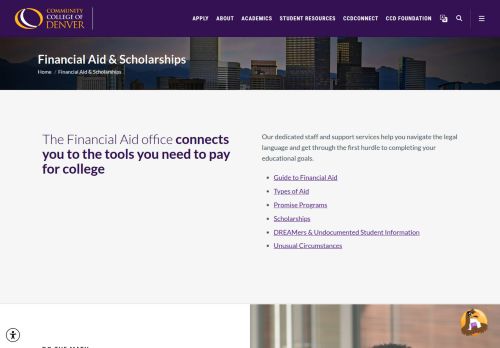 COMMUNITY
COLLEGE OF
DENVER
APPLY ABOUT ACADEMICS STUDENT RESOURCES CCDCONNECT CCD FOUNDATION
Financial Aid & Scholarships
Home / Financial Aid & Scholarships
The Financial Aid office connects
you to the tools you need to pay
for college
Our dedicated staff and support services help you navigate the legal
language and get through the first hurdle to completing your
educational goals.
Guide to Financial Aid
Types of Aid
Promise Programs
Scholarships
DREAMers & Undocumented Student Information
Unusual Circumstances